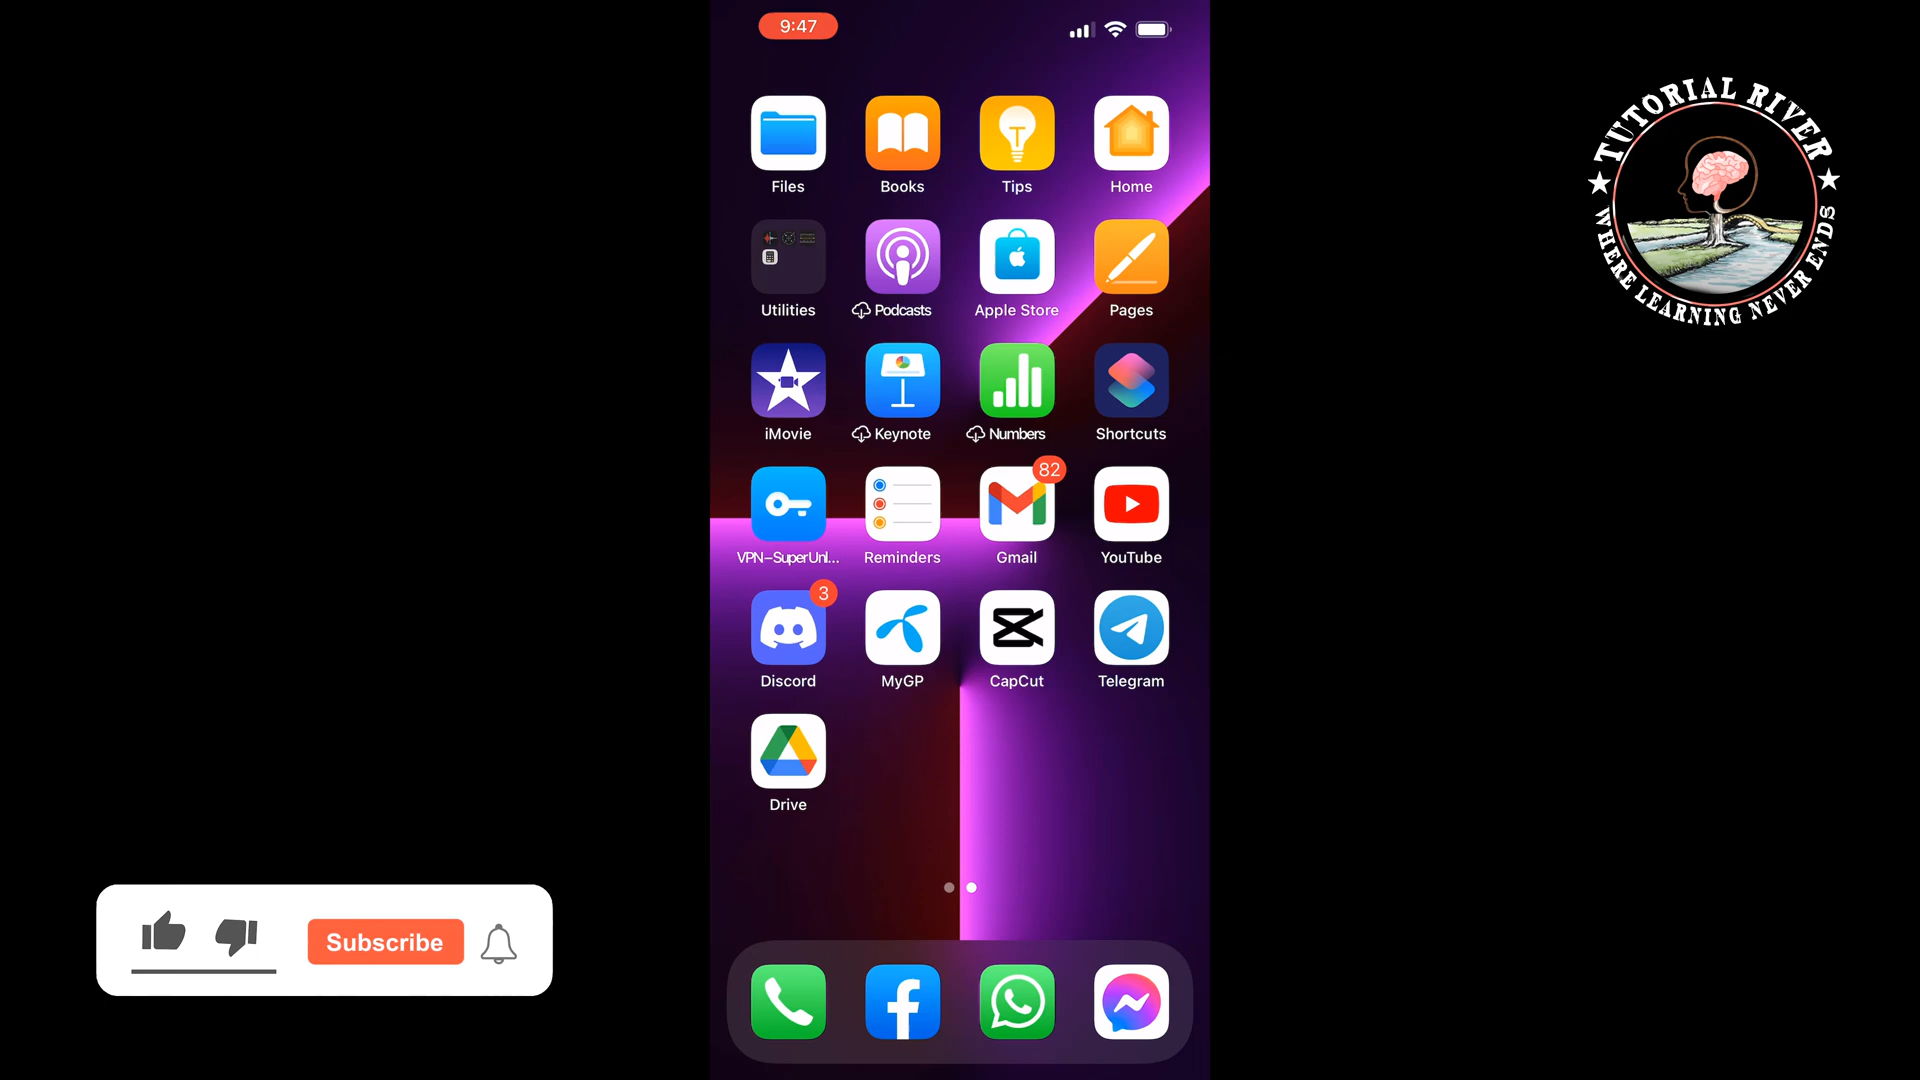 9:47
TUTORIAL RIVER
WHERE LEARNING NEVER ENDS
Files Books Tips Home
Utilities Podcasts Apple Store Pages
iMovie Keynote Numbers Shortcuts
82
VPN–SuperUnl... Reminders Gmail YouTube
3
Discord MyGP CapCut Telegram
Drive
Subscribe